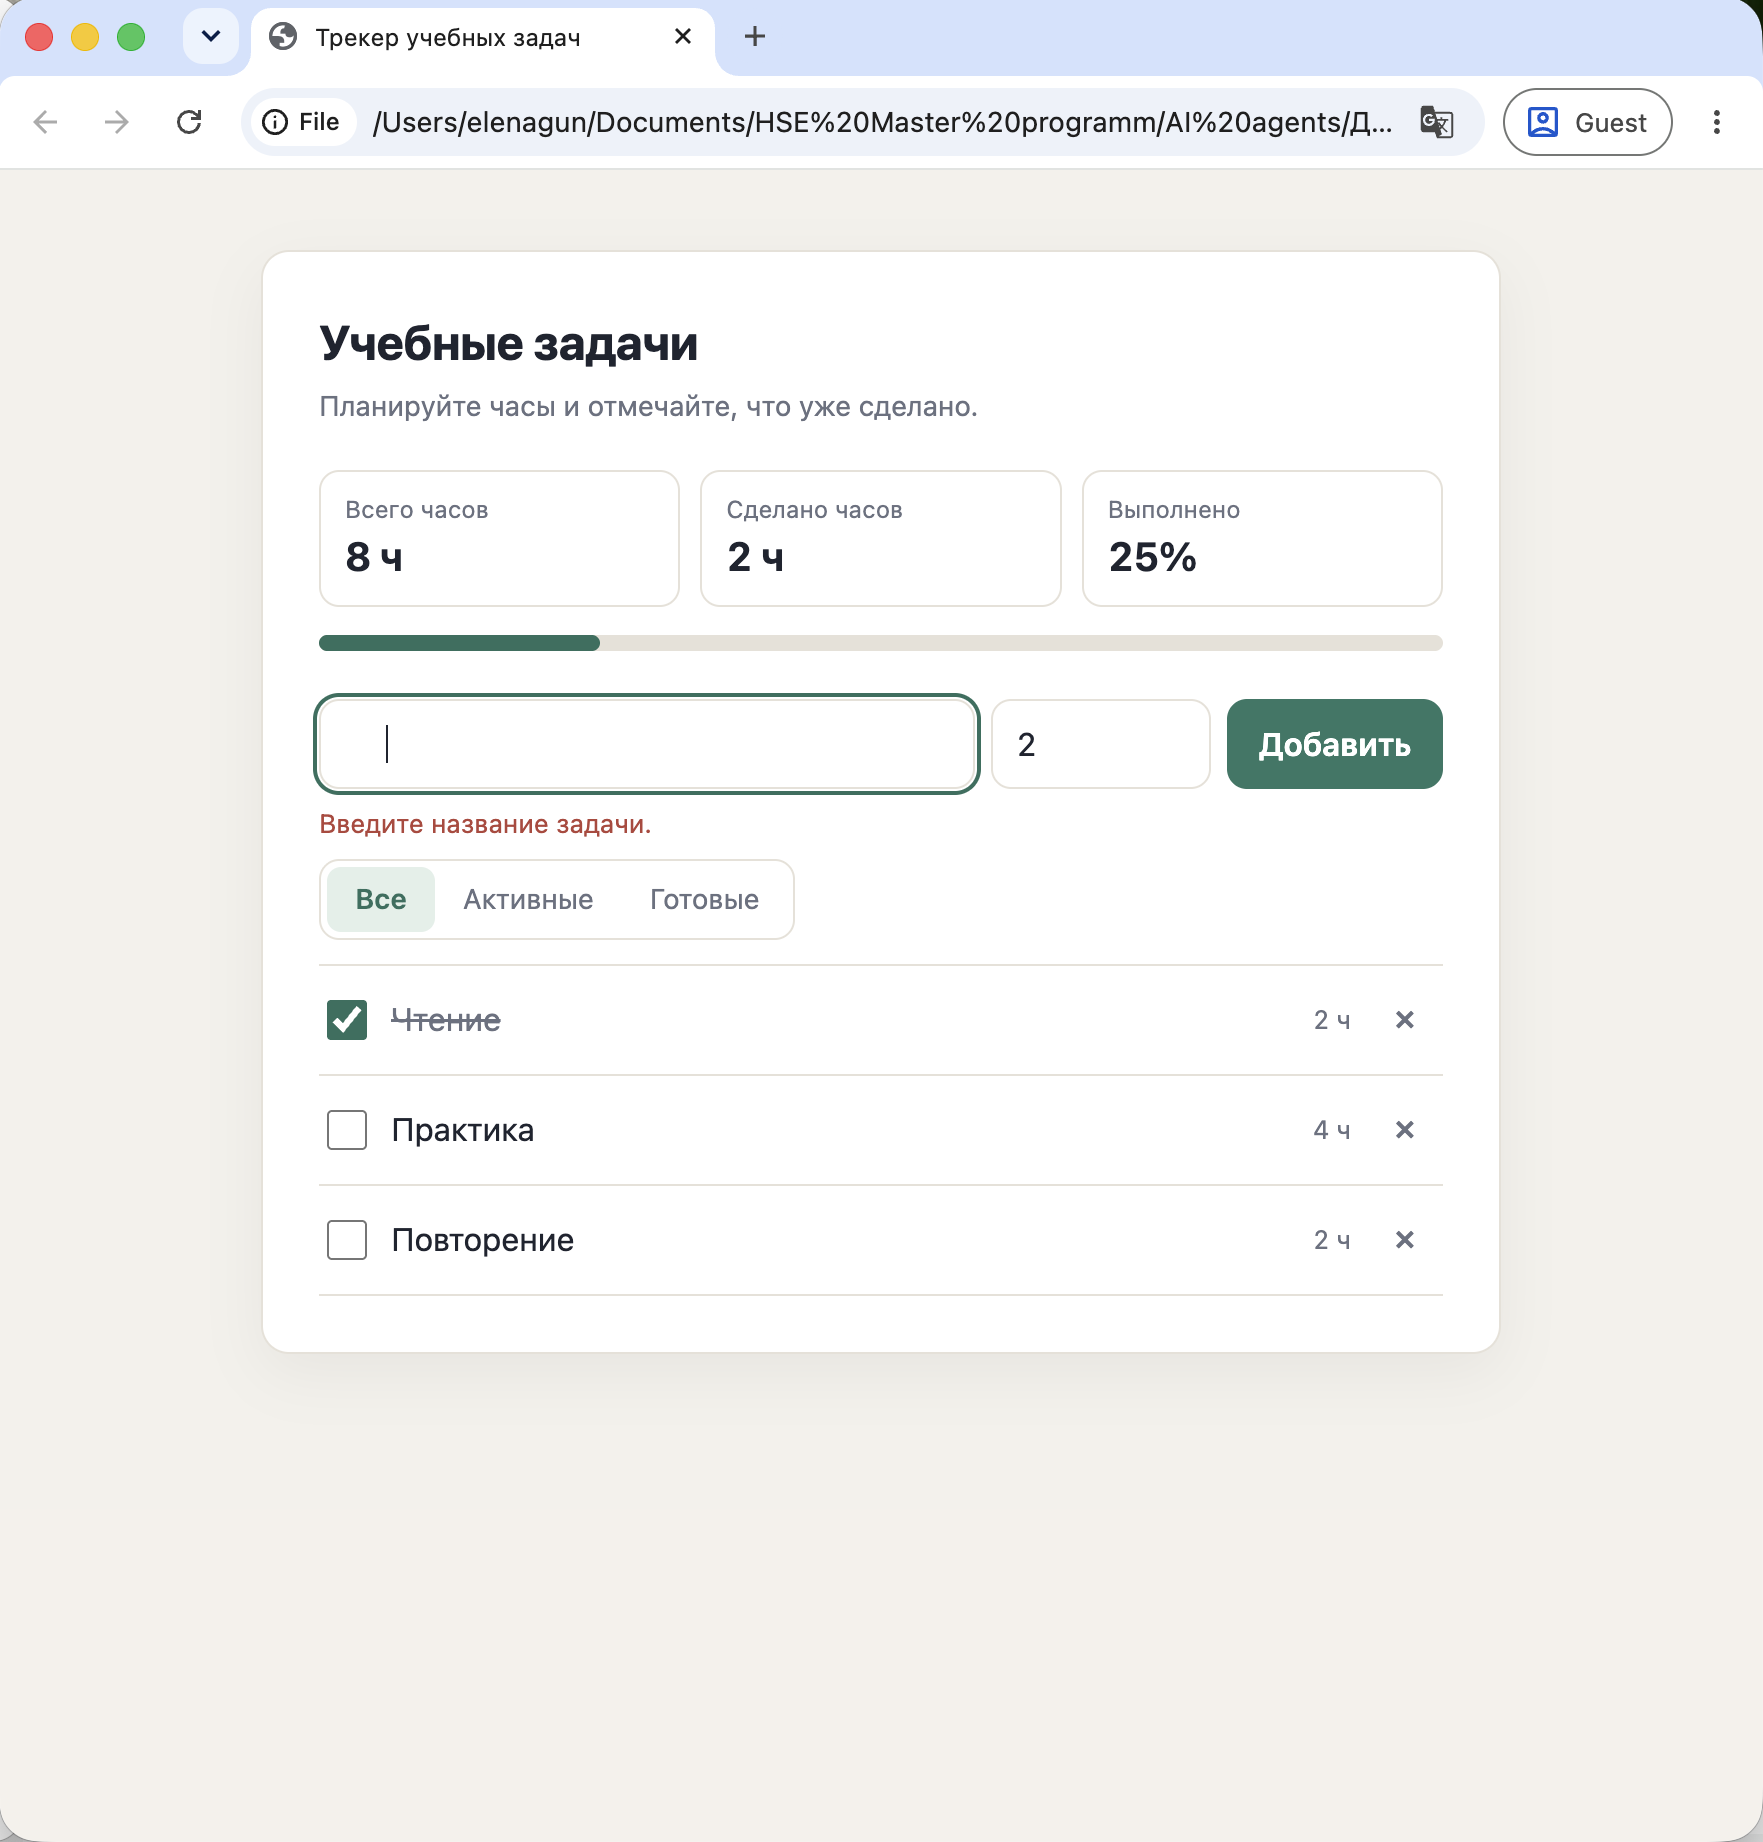 Трекер учебных задач
File /Users/elenagun/Documents/HSE%20Master%20programm/AI%20agents/Д... Guest
Учебные задачи
Планируйте часы и отмечайте, что уже сделано.
Всего часов Сделано часов Выполнено
8 ч 2 ч 25%
2 Добавить
Введите название задачи.
Все Активные Готовые
Чтение 2 ч
Практика 4 ч
Повторение 2 ч